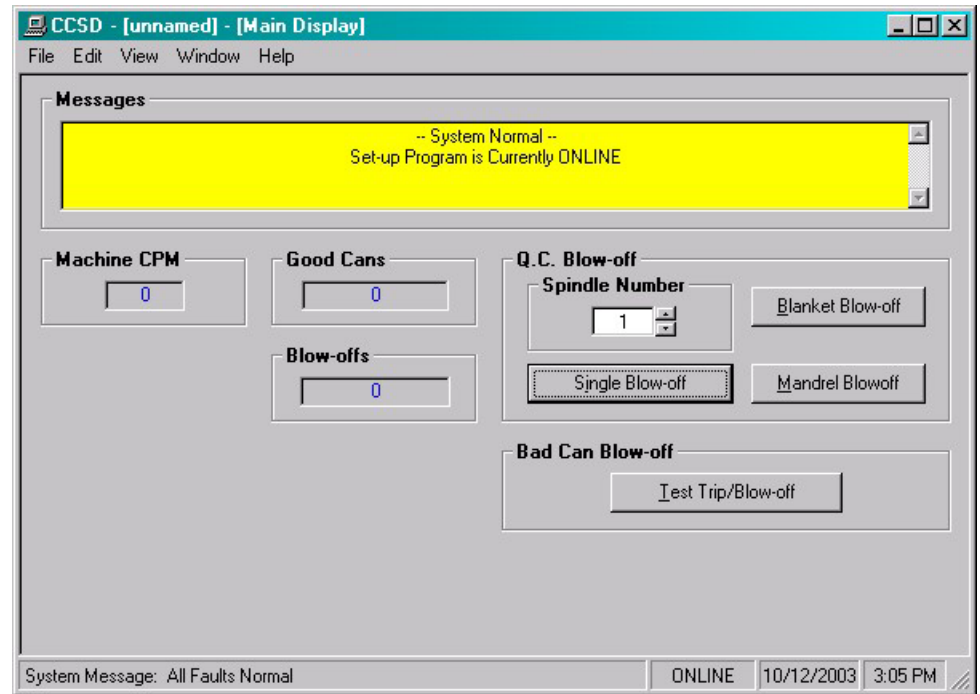 CCSD - [unnamed] - [Main Display]
File Edit View Window Help
Messages
-- System Normal --
Set-up Program is Currently ONLINE
Machine CPM
0
Good Cans
0
Blow-offs
0
Q.C. Blow-off
Spindle Number
1
Blanket Blow-off
Single Blow-off
Mandrel Blowoff
Bad Can Blow-off
Test Trip/Blow-off
System Message: All Faults Normal
ONLINE
10/12/2003
3:05 PM